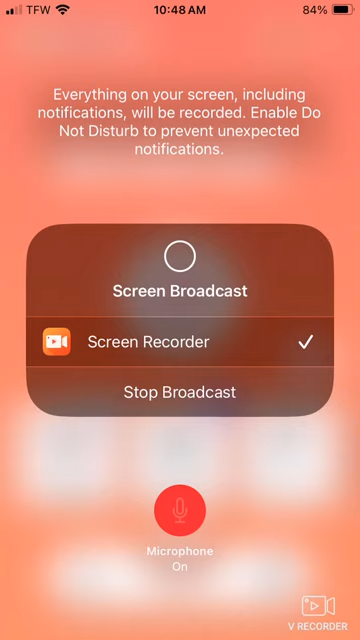 TFW 10:48 AM 84%
Everything on your screen, including
notifications, will be recorded. Enable Do
Not Disturb to prevent unexpected
notifications.
Screen Broadcast
Screen Recorder
Stop Broadcast
Microphone
On
V RECORDER